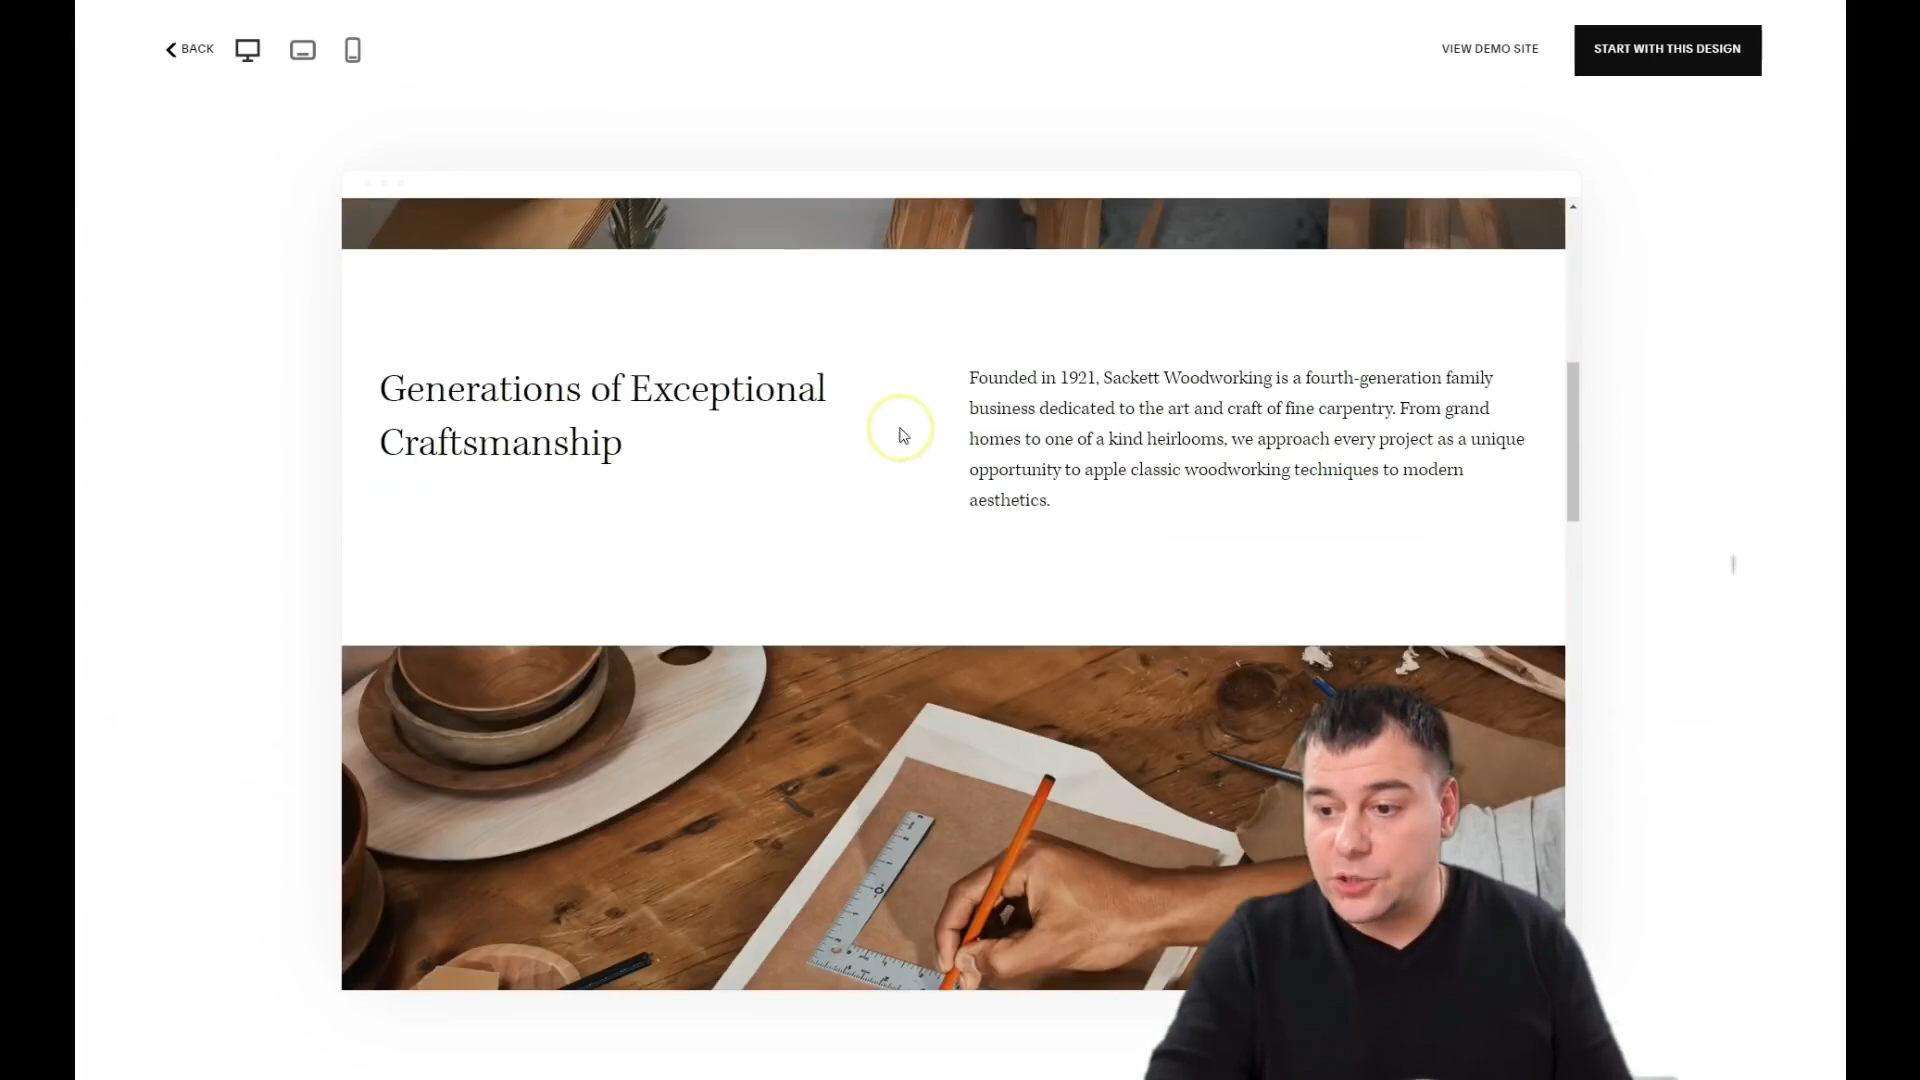 BACK
VIEW DEMO SITE
START WITH THIS DESIGN
Generations of Exceptional
Craftsmanship
Founded in 1921, Sackett Woodworking is a fourth-generation family
business dedicated to the art and craft of fine carpentry. From grand
homes to one of a kind heirlooms, we approach every project as a unique
opportunity to apple classic woodworking techniques to modern
aesthetics.